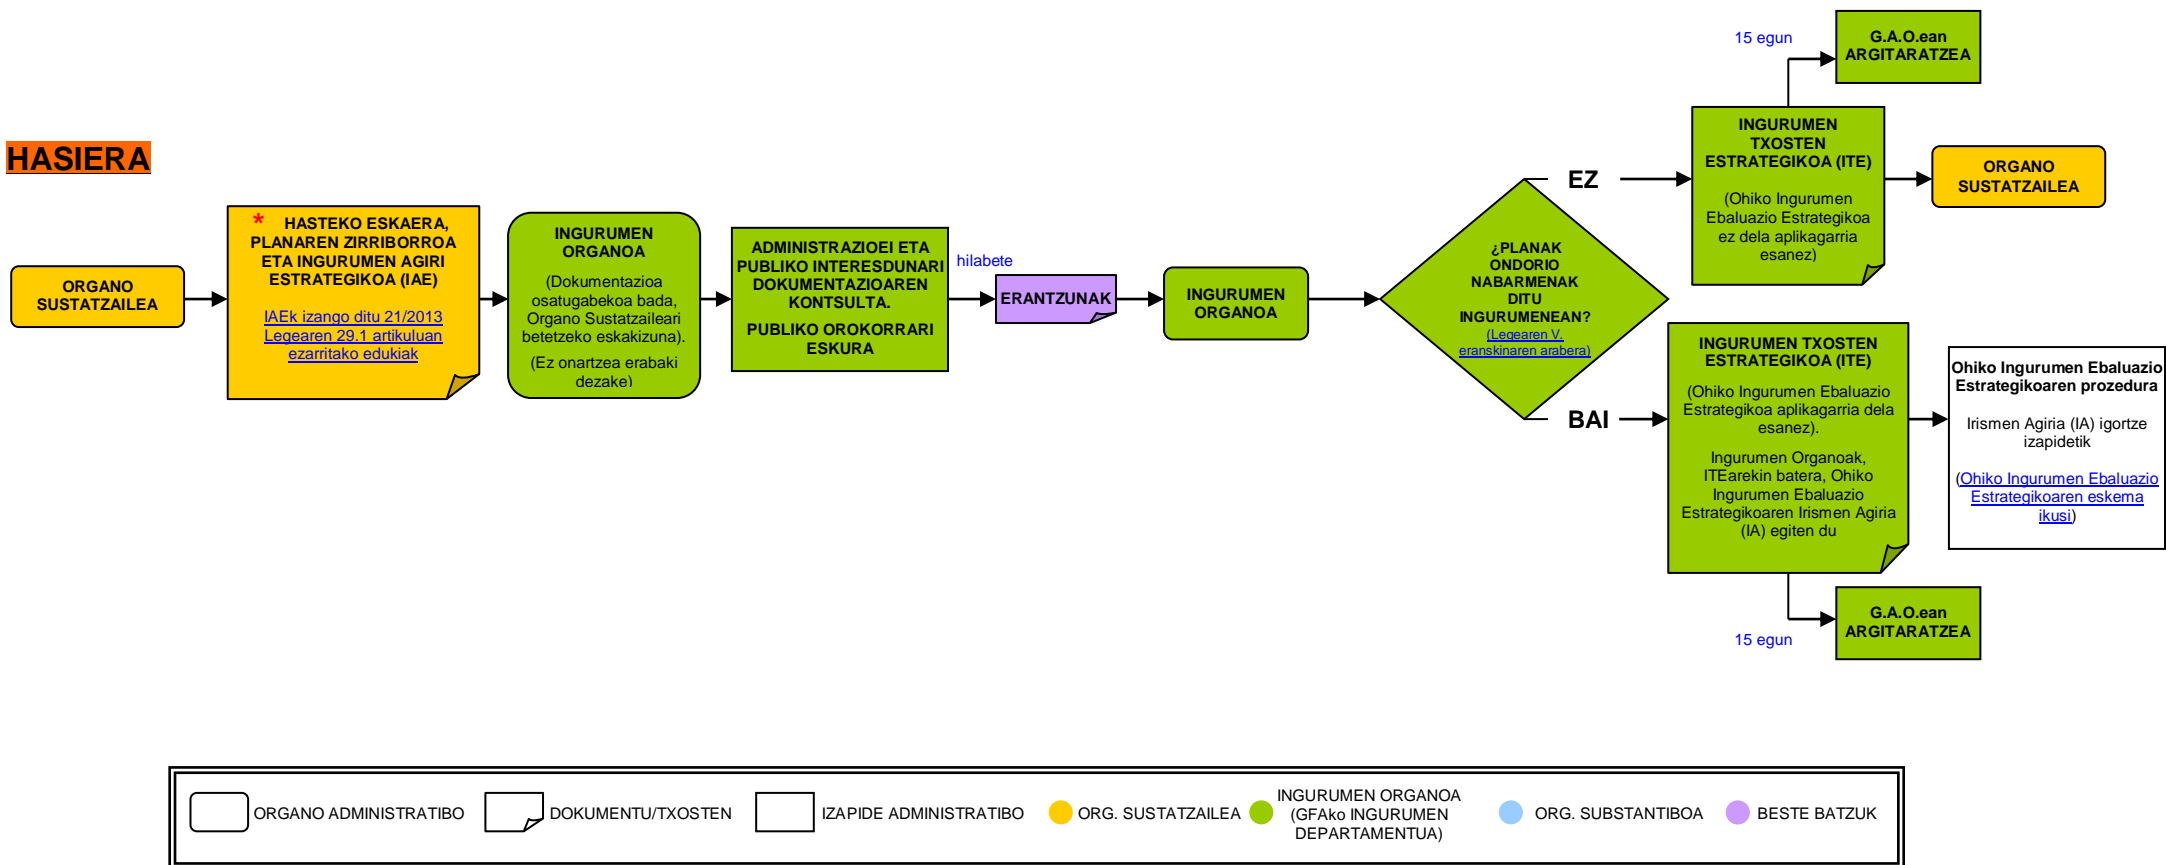 HASIERA
ORGANO
SUSTATZAILEA
* HASTEKO ESKAERA,
PLANAREN ZIRRIBORROA
ETA INGURUMEN AGIRI
ESTRATEGIKOA (IAE)
IAEk izango ditu 21/2013
Legearen 29.1 artikuluan
ezarritako edukiak
INGURUMEN
ORGANOA
(Dokumentazioa
osatugabekoa bada,
Organo Sustatzaileari
betetzeko eskakizuna).
(Ez onartzea erabaki
dezake)
ADMINISTRAZIOEI ETA
PUBLIKO INTERESDUNARI
DOKUMENTAZIOAREN
KONTSULTA.
PUBLIKO OROKORRARI
ESKURA
hilabete
ERANTZUNAK
INGURUMEN
ORGANOA
¿PLANAK
ONDORIO
NABARMENAK
DITU
INGURUMENEAN?
(Legearen V.
eranskinaren arabera)
EZ
INGURUMEN
TXOSTEN
ESTRATEGIKOA (ITE)
(Ohiko Ingurumen
Ebaluazio Estrategikoa
ez dela aplikagarria
esanez)
15 egun
G.A.O.ean
ARGITARATZEA
ORGANO
SUSTATZAILEA
BAI
INGURUMEN TXOSTEN
ESTRATEGIKOA (ITE)
(Ohiko Ingurumen Ebaluazio
Estrategikoa aplikagarria dela
esanez).
Ingurumen Organoak,
ITEarekin batera, Ohiko
Ingurumen Ebaluazio
Estrategikoaren Irismen Agiria
(IA) egiten du
Ohiko Ingurumen Ebaluazio
Estrategikoaren prozedura
Irismen Agiria (IA) igortze
izapidetik
(Ohiko Ingurumen Ebaluazio
Estrategikoaren eskema
ikusi)
15 egun
G.A.O.ean
ARGITARATZEA
ORGANO ADMINISTRATIBO
DOKUMENTU/TXOSTEN
IZAPIDE ADMINISTRATIBO
ORG. SUSTATZAILEA
INGURUMEN ORGANOA
(GFAko INGURUMEN
DEPARTAMENTUA)
ORG. SUBSTANTIBOA
BESTE BATZUK